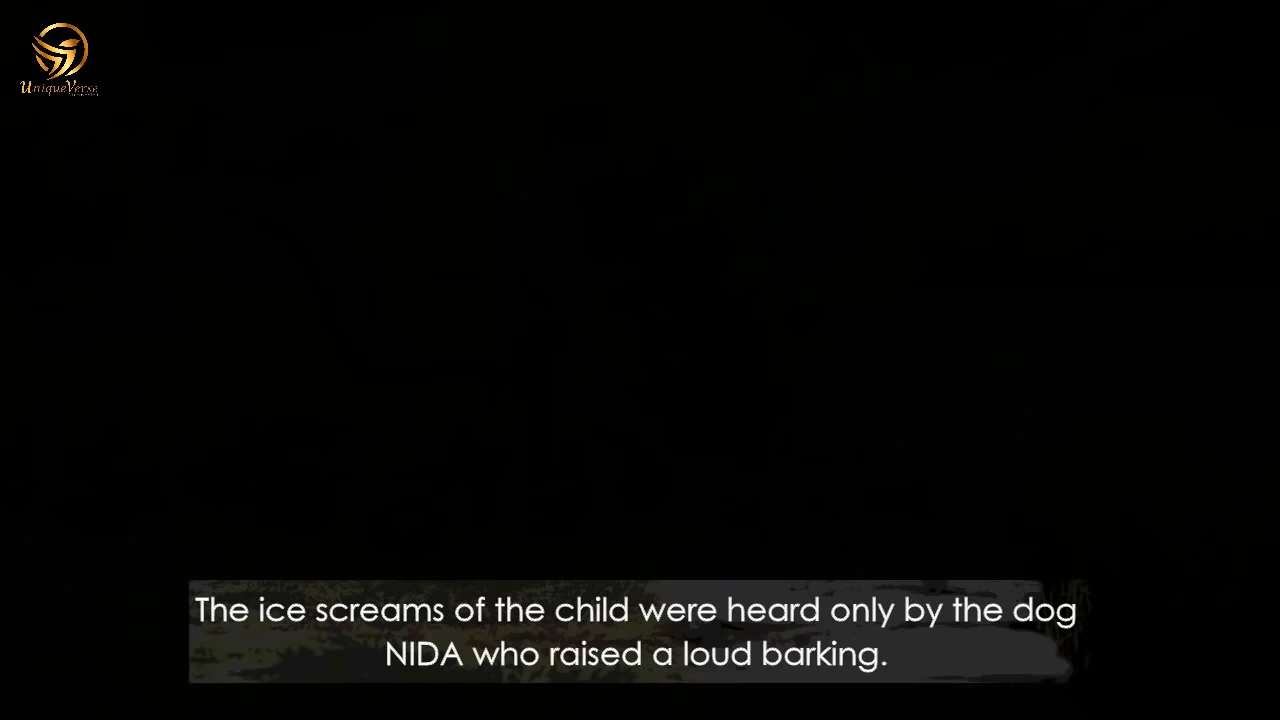 UniqueVerse
The ice screams of the child were heard only by the dog
NIDA who raised a loud barking.